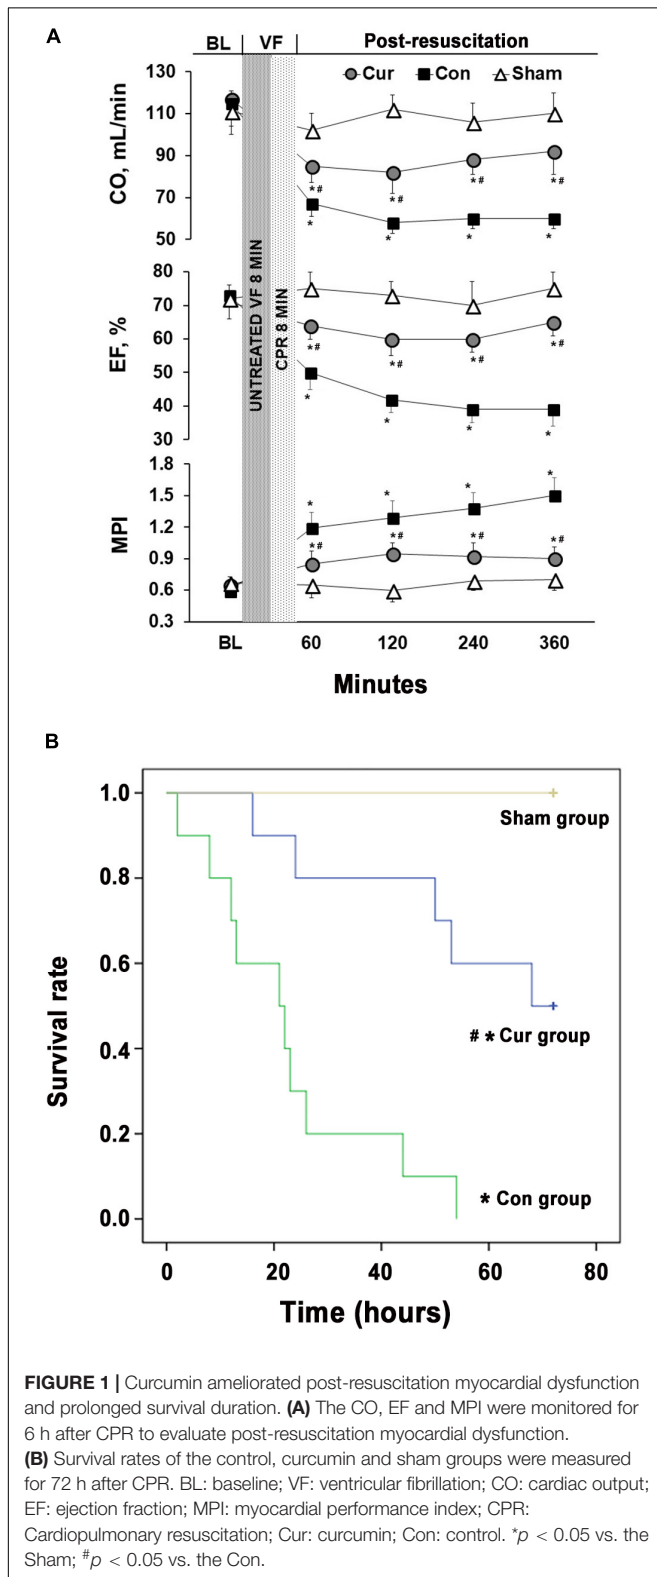 A
BL VF Post-resuscitation
Cur Con Sham
130
110
90
70
50
CO, mL/min
*# *# *# *#
* * * *
UNTREATED VF 8 MIN
CPR 8 MIN
80
70
60
50
40
30
EF, %
*# *# *# *#
* * * *
1.8
1.5
1.2
0.9
0.6
0.3
MPI
* * * *
*# *# *# *#
BL 60 120 240 360
Minutes
B
1.0
0.8
0.6
0.4
0.2
0.0
Survival rate
Sham group
# * Cur group
* Con group
0 20 40 60 80
Time (hours)
FIGURE 1 | Curcumin ameliorated post-resuscitation myocardial dysfunction
and prolonged survival duration. (A) The CO, EF and MPI were monitored for
6 h after CPR to evaluate post-resuscitation myocardial dysfunction.
(B) Survival rates of the control, curcumin and sham groups were measured
for 72 h after CPR. BL: baseline; VF: ventricular fibrillation; CO: cardiac output;
EF: ejection fraction; MPI: myocardial performance index; CPR:
Cardiopulmonary resuscitation; Cur: curcumin; Con: control. *p < 0.05 vs. the
Sham; #p < 0.05 vs. the Con.